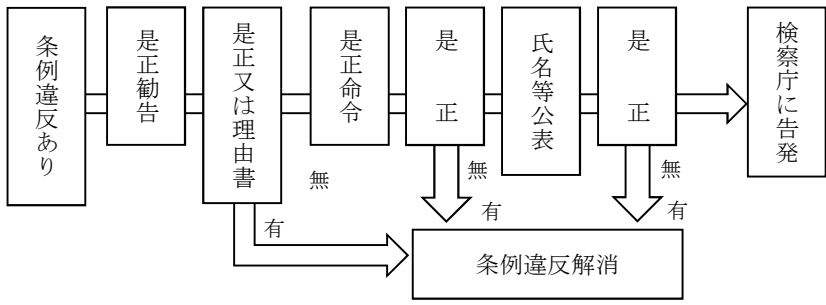 条例違反あり
是正勧告
是正又は理由書
是正命令
是　正
氏名等公表
是　正
検察庁に告発
無
無
無
有
有
有
条例違反解消